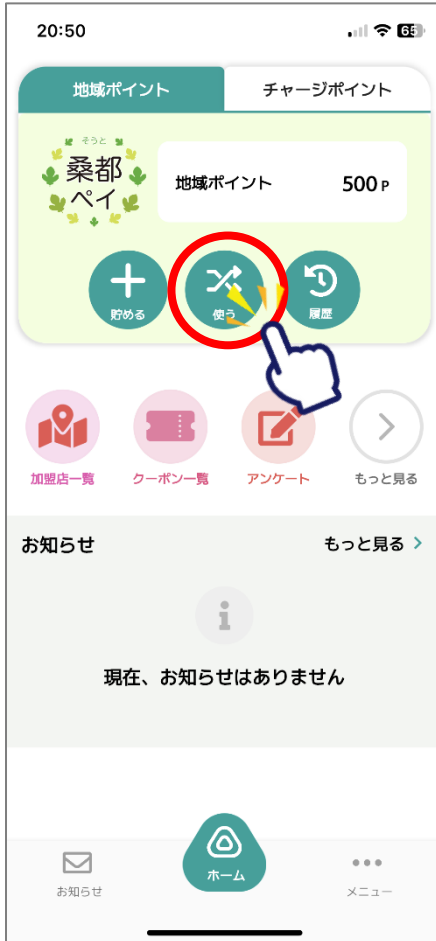 20:50
65
地域ポイント
チャージポイント
そうと
桑都
ペイ
地域ポイント 500 P
貯める
使う
履歴
加盟店一覧
クーポン一覧
アンケート
もっと見る
お知らせ
もっと見る
現在、お知らせはありません
お知らせ
ホーム
メニュー